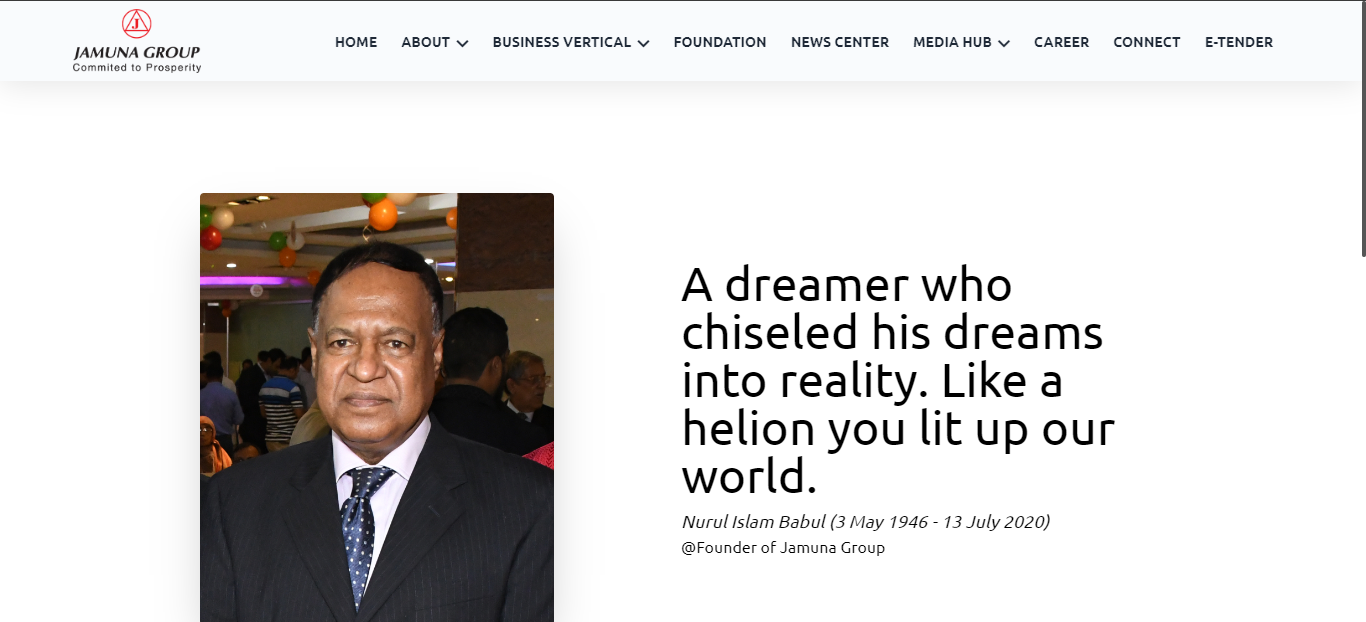 J
JAMUNA GROUP
Commited to Prosperity
HOME ABOUT BUSINESS VERTICAL FOUNDATION NEWS CENTER MEDIA HUB CAREER CONNECT E-TENDER
A dreamer who
chiseled his dreams
into reality. Like a
helion you lit up our
world.
Nurul Islam Babul (3 May 1946 - 13 July 2020)
@Founder of Jamuna Group